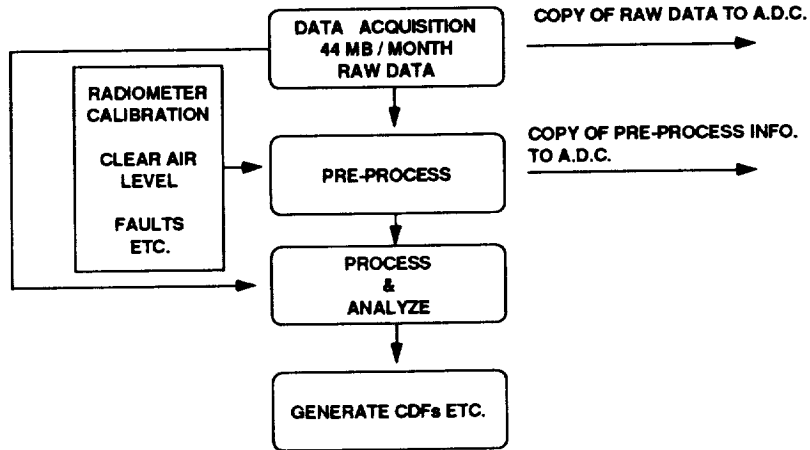 DATA ACQUISITION
44 MB / MONTH
RAW DATA
COPY OF RAW DATA TO A.D.C.
RADIOMETER
CALIBRATION
CLEAR AIR
LEVEL
FAULTS
ETC.
PRE-PROCESS
COPY OF PRE-PROCESS INFO.
TO A.D.C.
PROCESS
&
ANALYZE
GENERATE CDFs ETC.